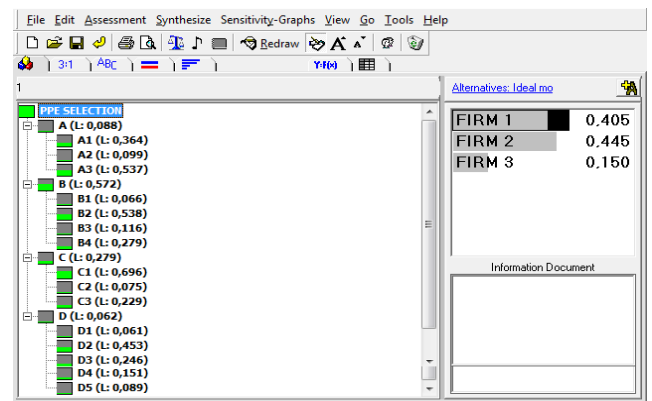 File Edit Assessment Synthesize Sensitivity-Graphs View Go Tools Help
Redraw A A
3:1 ABC Y:F(x)
1
Alternatives: Ideal mo
PPE SELECTION
A (L: 0,088)
A1 (L: 0,364)
A2 (L: 0,099)
A3 (L: 0,537)
B (L: 0,572)
B1 (L: 0,066)
B2 (L: 0,538)
B3 (L: 0,116)
B4 (L: 0,279)
C (L: 0,279)
C1 (L: 0,696)
C2 (L: 0,075)
C3 (L: 0,229)
D (L: 0,062)
D1 (L: 0,061)
D2 (L: 0,453)
D3 (L: 0,246)
D4 (L: 0,151)
D5 (L: 0,089)
FIRM 1 0,405
FIRM 2 0,445
FIRM 3 0,150
Information Document